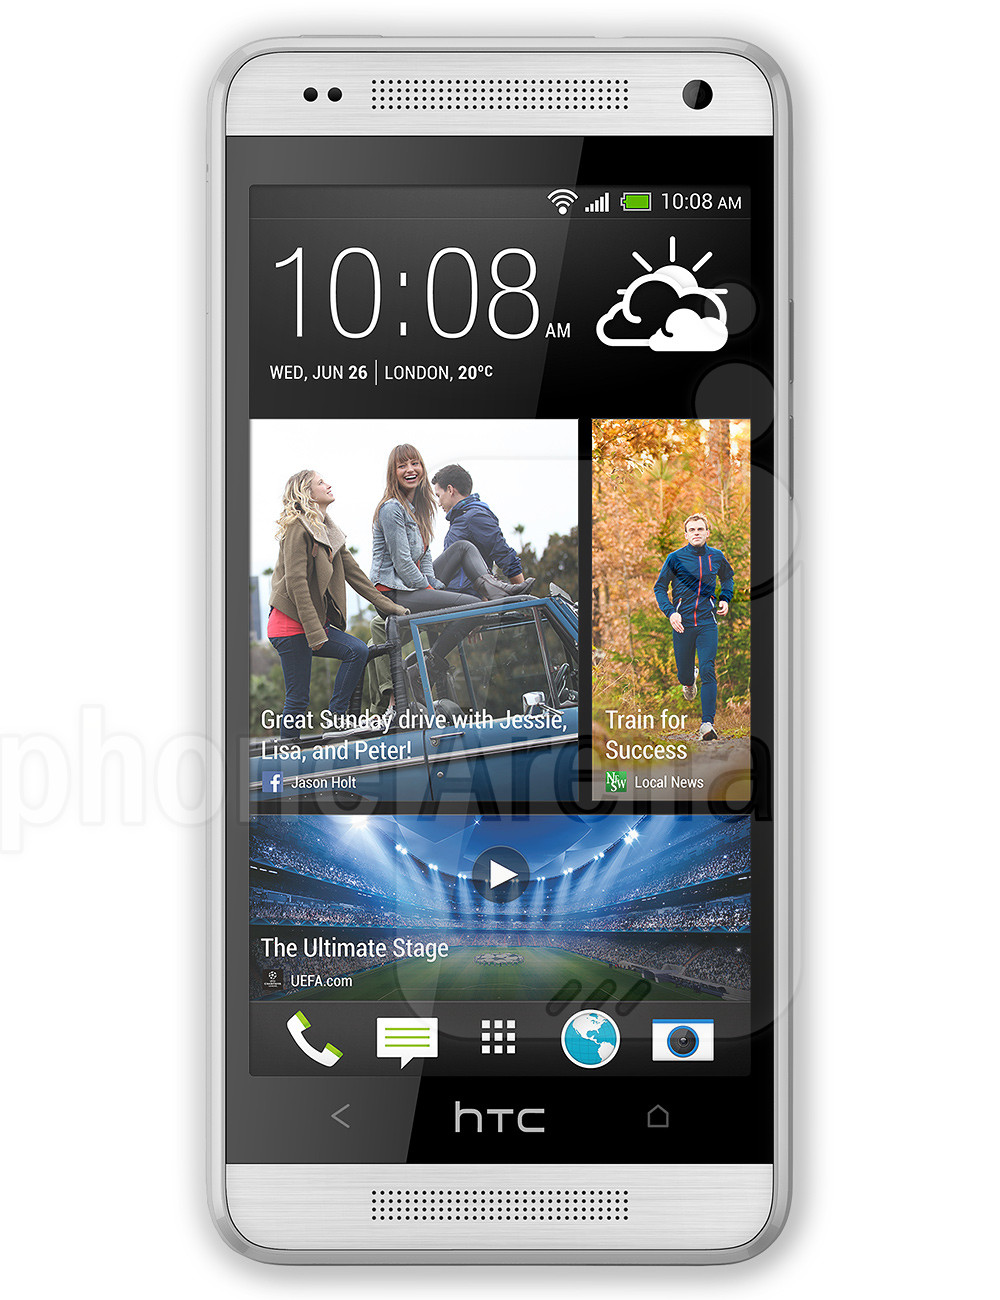 10:08 AM
10:08 AM
WED, JUN 26 | LONDON, 20°C
Great Sunday drive with Jessie,
Lisa, and Peter!
Jason Holt
Train for
Success
N&SW Local News
phoneArena
The Ultimate Stage
UEFA.com
hTC